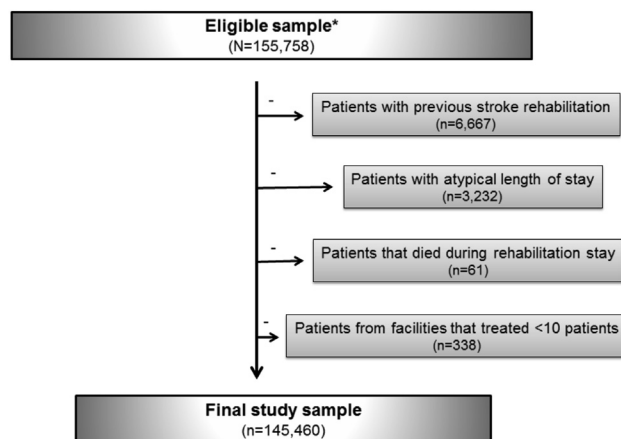 Eligible sample*
(N=155,758)
-
Patients with previous stroke rehabilitation
(n=6,667)
-
Patients with atypical length of stay
(n=3,232)
-
Patients that died during rehabilitation stay
(n=61)
-
Patients from facilities that treated <10 patients
(n=338)
Final study sample
(n=145,460)